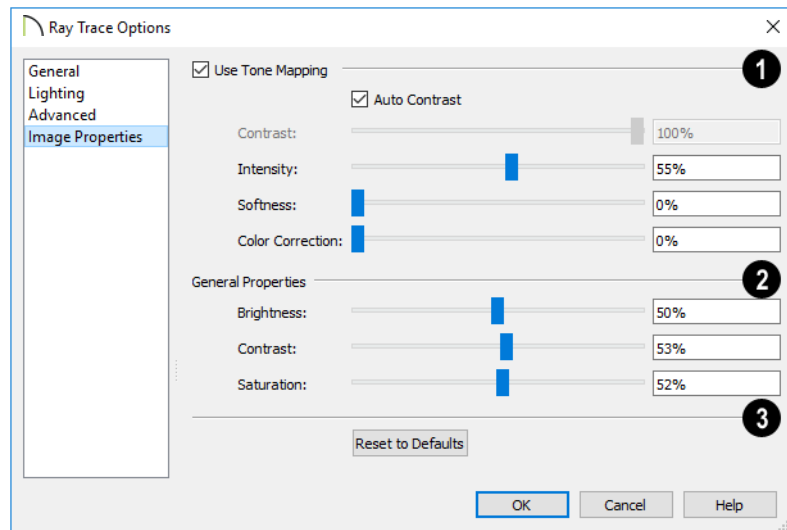 Ray Trace Options
General
Lighting
Advanced
Image Properties
Use Tone Mapping
1
Auto Contrast
Contrast: 100%
Intensity: 55%
Softness: 0%
Color Correction: 0%
General Properties
2
Brightness: 50%
Contrast: 53%
Saturation: 52%
3
Reset to Defaults
OK Cancel Help